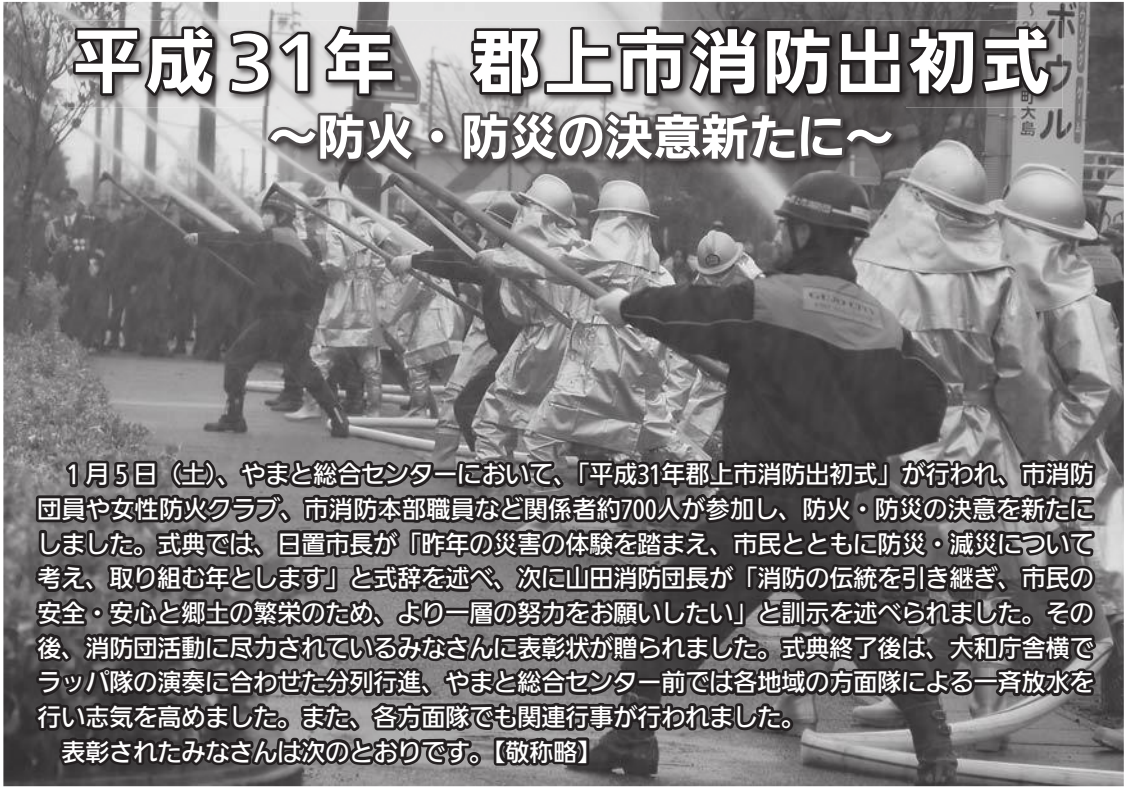 平成31年　郡上市消防出初式
～防火・防災の決意新たに～
ボウル
町大島
GUJO CITY
　１月５日（土）、やまと総合センターにおいて、「平成31年郡上市消防出初式」が行われ、市消防
団員や女性防火クラブ、市消防本部職員など関係者約700人が参加し、防火・防災の決意を新たに
しました。式典では、日置市長が「昨年の災害の体験を踏まえ、市民とともに防災・減災について
考え、取り組む年とします」と式辞を述べ、次に山田消防団長が「消防の伝統を引き継ぎ、市民の
安全・安心と郷土の繁栄のため、より一層の努力をお願いしたい」と訓示を述べられました。その
後、消防団活動に尽力されているみなさんに表彰状が贈られました。式典終了後は、大和庁舎横で
ラッパ隊の演奏に合わせた分列行進、やまと総合センター前では各地域の方面隊による一斉放水を
行い志気を高めました。また、各方面隊でも関連行事が行われました。
　表彰されたみなさんは次のとおりです。【敬称略】